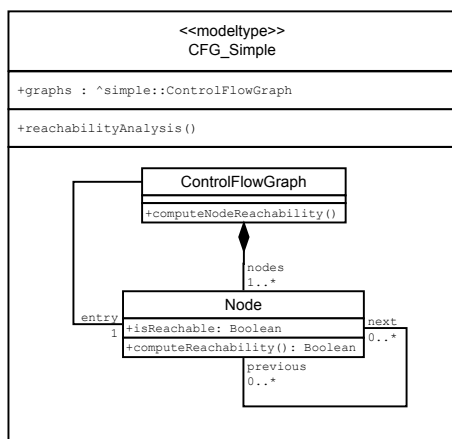 <<modeltype>>
CFG_Simple
+graphs : ^simple::ControlFlowGraph
+reachabilityAnalysis()
ControlFlowGraph
+computeNodeReachability()
nodes
1..*
Node
entry
1
+isReachable: Boolean
+computeReachability(): Boolean
next
0..*
previous
0..*